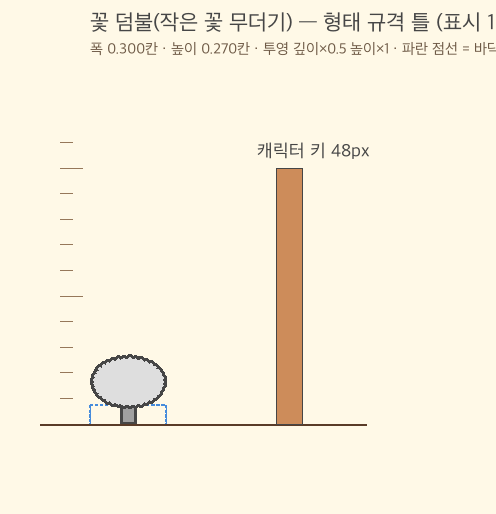 꽃 덤불(작은 꽃 무더기) — 형태 규격 틀 (표시 1
폭 0.300칸 · 높이 0.270칸 · 투영 깊이×0.5 높이×1 · 파란 점선 = 바닥
캐릭터 키 48px